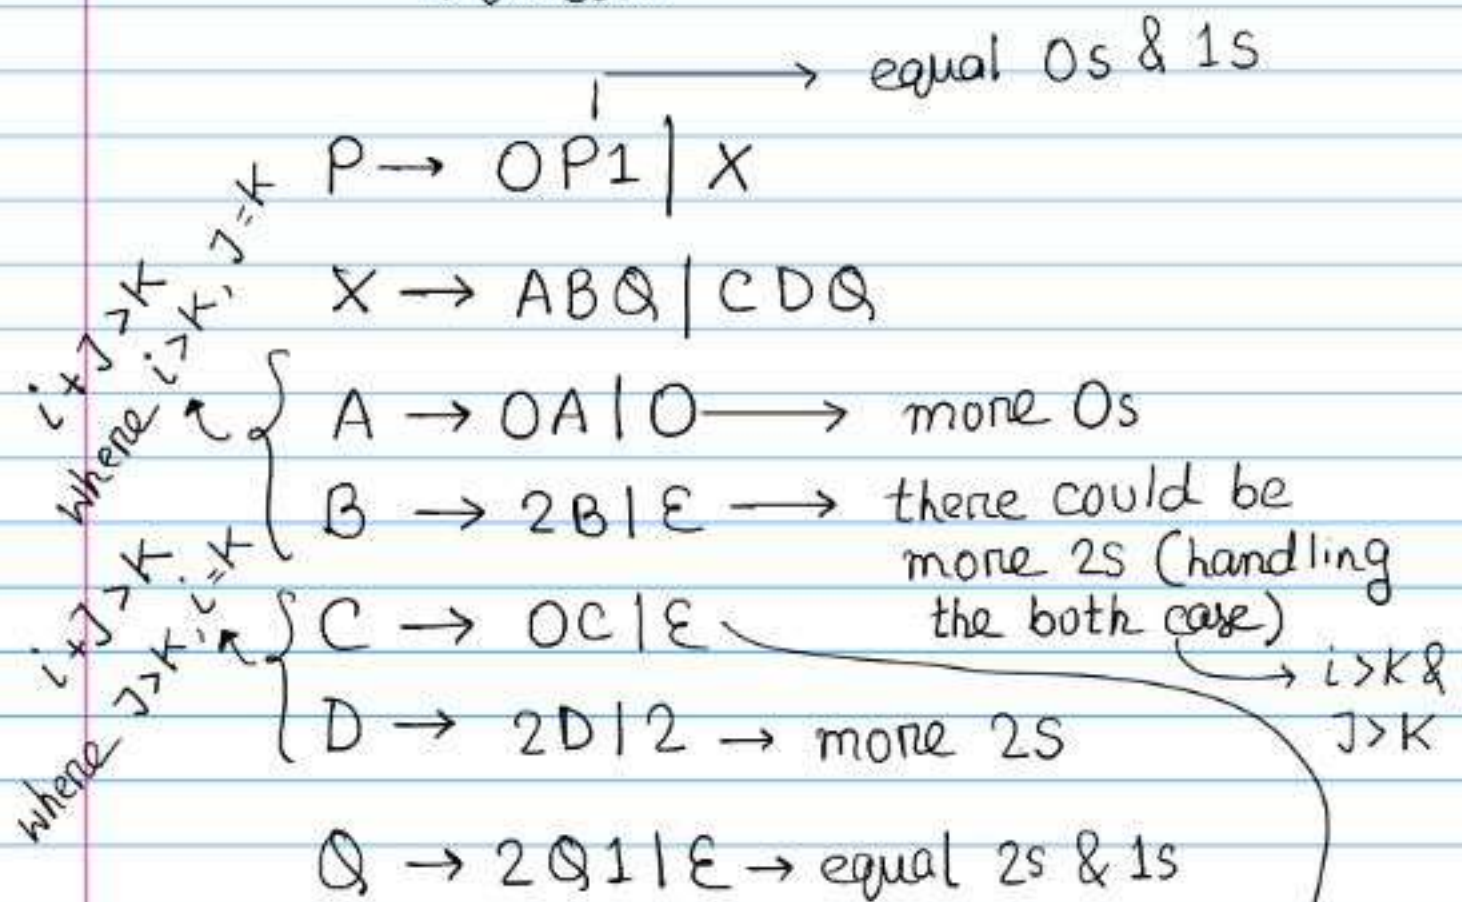 equal 0s & 1s
P → 0P1 | X
X → ABQ | CDQ
i+J>K
where i>K, J=K
A → 0A | 0 → more 0s
B → 2B | ε → there could be
more 2s (handling
the both case)
i>K &
J>K
i+J>K
where J>K, i=K
C → 0C | ε
D → 2D | 2 → more 2s
Q → 2Q1 | ε → equal 2s & 1s